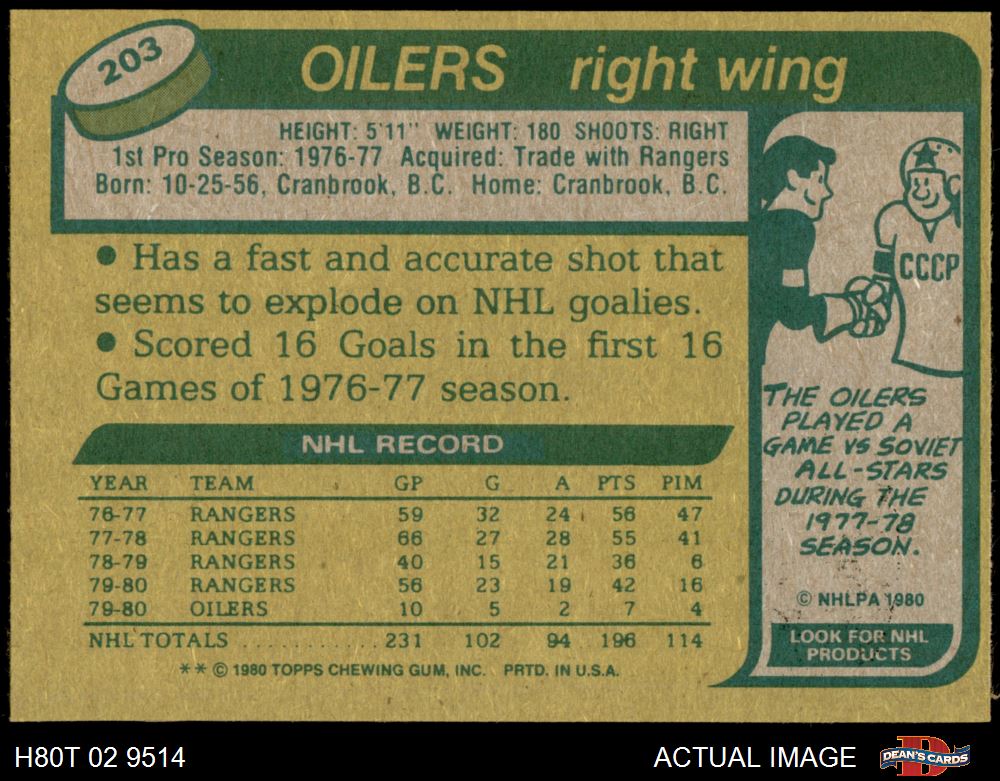 203
OILERS right wing
HEIGHT: 5'11" WEIGHT: 180 SHOOTS: RIGHT
1st Pro Season: 1976-77 Acquired: Trade with Rangers
Born: 10-25-56, Cranbrook, B.C. Home: Cranbrook, B.C.
• Has a fast and accurate shot that
seems to explode on NHL goalies.
• Scored 16 Goals in the first 16
Games of 1976-77 season.
NHL RECORD
YEAR TEAM GP G A PTS PIM
76-77 RANGERS 59 32 24 56 47
77-78 RANGERS 66 27 28 55 41
78-79 RANGERS 40 15 21 36 6
79-80 RANGERS 56 23 19 42 16
79-80 OILERS 10 5 2 7 4
NHL TOTALS ............ 231 102 94 196 114
** © 1980 TOPPS CHEWING GUM, INC. PRTD. IN U.S.A.
CCCP
THE OILERS
PLAYED A
GAME VS SOVIET
ALL-STARS
DURING THE
1977-78
SEASON.
© NHLPA 1980
LOOK FOR NHL
PRODUCTS
H80T 02 9514
ACTUAL IMAGE
DEAN'S CARDS